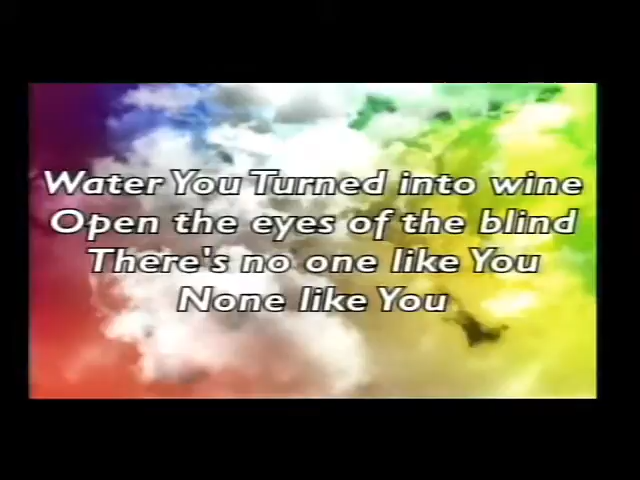 Water You Turned into wine
Open the eyes of the blind
There's no one like You
None like You